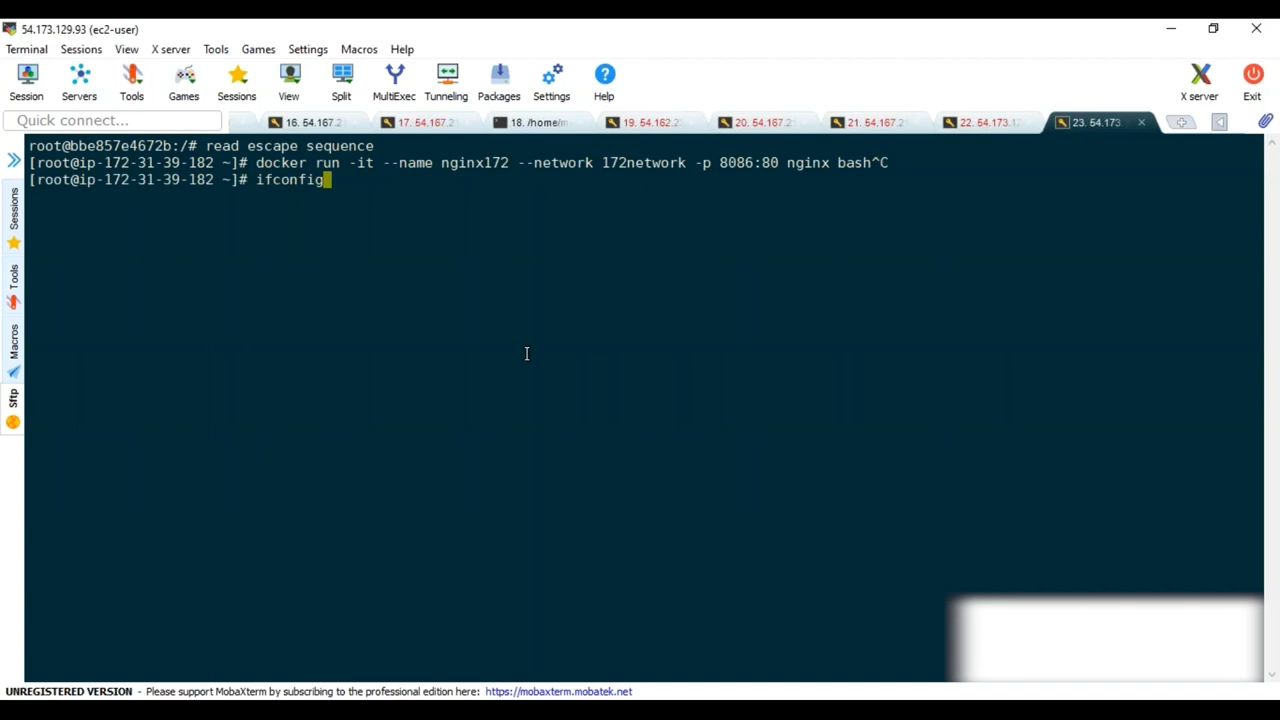 54.173.129.93 (ec2-user)
Terminal Sessions View X server Tools Games Settings Macros Help
Session Servers Tools Games Sessions View Split MultiExec Tunneling Packages Settings Help X server Exit
Quick connect...
16. 54.167.2 17. 54.167.2 18. /home/m 19. 54.162.2 20. 54.167.2 21. 54.167.2 22. 54.173.1 23. 54.173
root@bbe857e4672b:/# read escape sequence
[root@ip-172-31-39-182 ~]# docker run -it --name nginx172 --network 172network -p 8086:80 nginx bash^C
[root@ip-172-31-39-182 ~]# ifconfig
Sessions
Tools
Macros
Sftp
UNREGISTERED VERSION - Please support MobaXterm by subscribing to the professional edition here: https://mobaxterm.mobatek.net